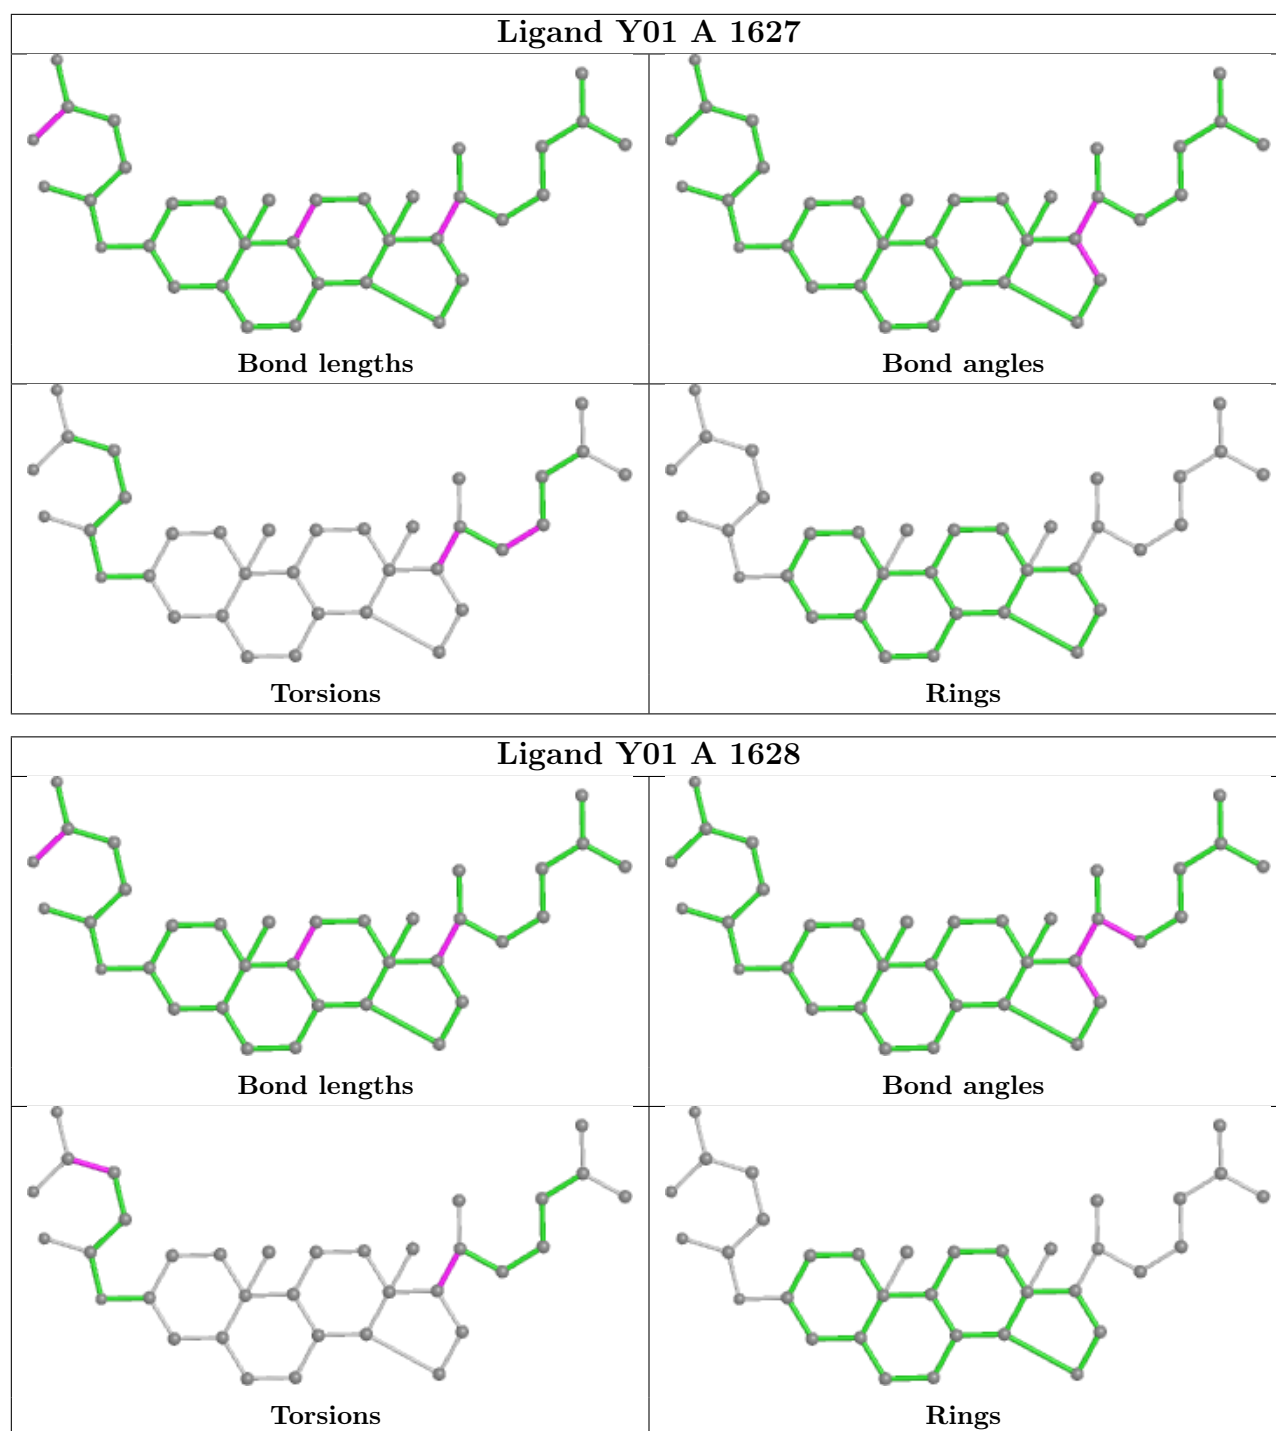 Ligand Y01 A 1627
Bond lengths
Bond angles
Torsions
Rings
Ligand Y01 A 1628
Bond lengths
Bond angles
Torsions
Rings